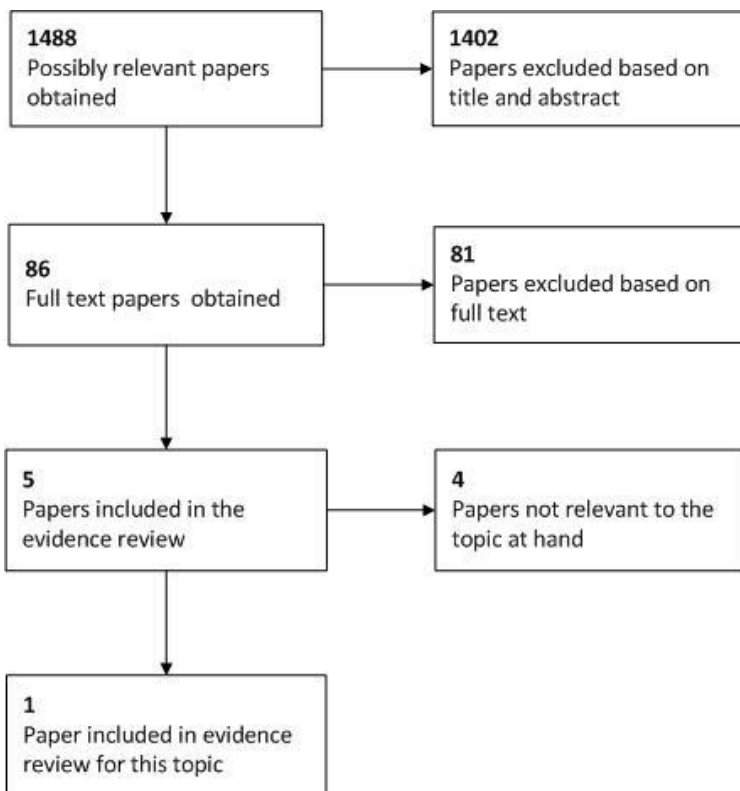 1488
Possibly relevant papers
obtained
1402
Papers excluded based on
title and abstract
86
Full text papers obtained
81
Papers excluded based on
full text
5
Papers included in the
evidence review
4
Papers not relevant to the
topic at hand
1
Paper included in evidence
review for this topic